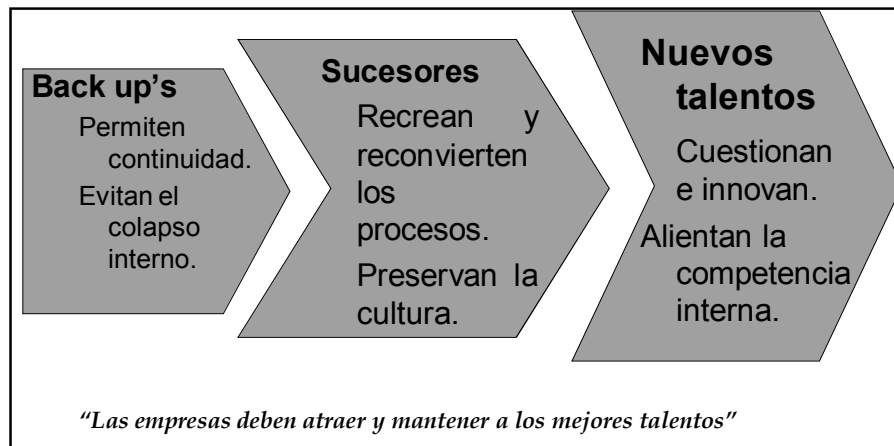 Back up’s
Permiten
continuidad.
Evitan el
colapso
interno.
Sucesores
Recrean y
reconvierten
los
procesos.
Preservan la
cultura.
Nuevos
talentos
Cuestionan
e innovan.
Alientan la
competencia
interna.
“Las empresas deben atraer y mantener a los mejores talentos”